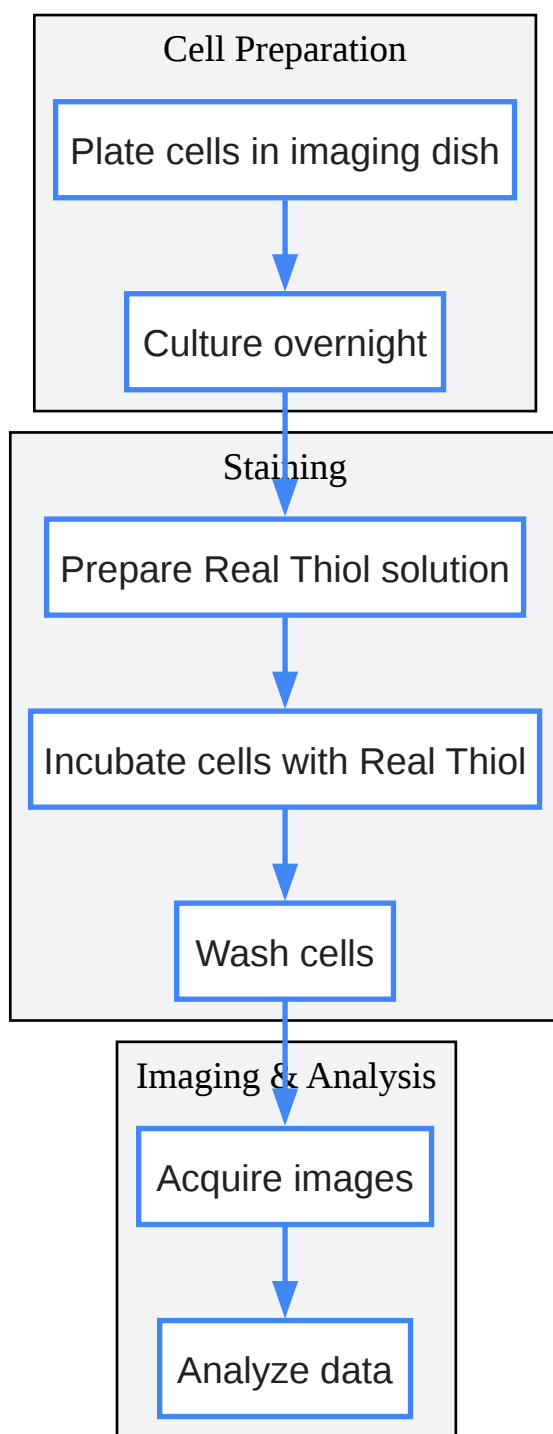 Cell Preparation
Plate cells in imaging dish
Culture overnight
Staining
Prepare Real Thiol solution
Incubate cells with Real Thiol
Wash cells
Imaging & Analysis
Acquire images
Analyze data